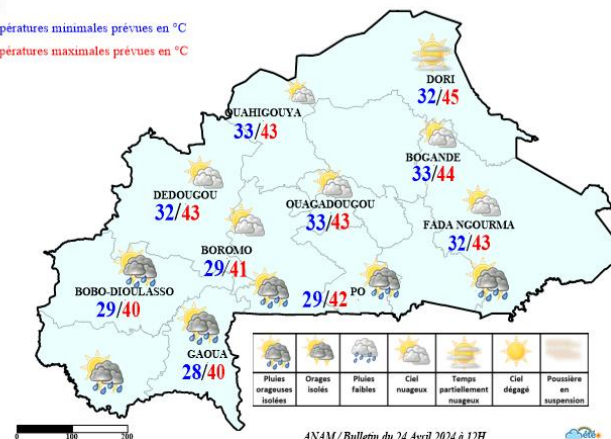 pératures minimales prévues en °C
pératures maximales prévues en °C
DORI
32/45
OUAHIGOUYA
33/43
BOGANDE
33/44
DEDOUGOU
32/43
OUAGADOUGOU
33/43
FADA NGOURMA
32/43
BOROMO
29/41
BOBO-DIOULASSO
29/40
PO
29/42
GAOUA
28/40
Pluies orageuses isolées
Orages isolés
Pluies faibles
Ciel nuageux
Temps partiellement nuageux
Ciel dégagé
Poussière en suspension
0 100 200
ANAM / Bulletin du 24 Avril 2024 à 12H